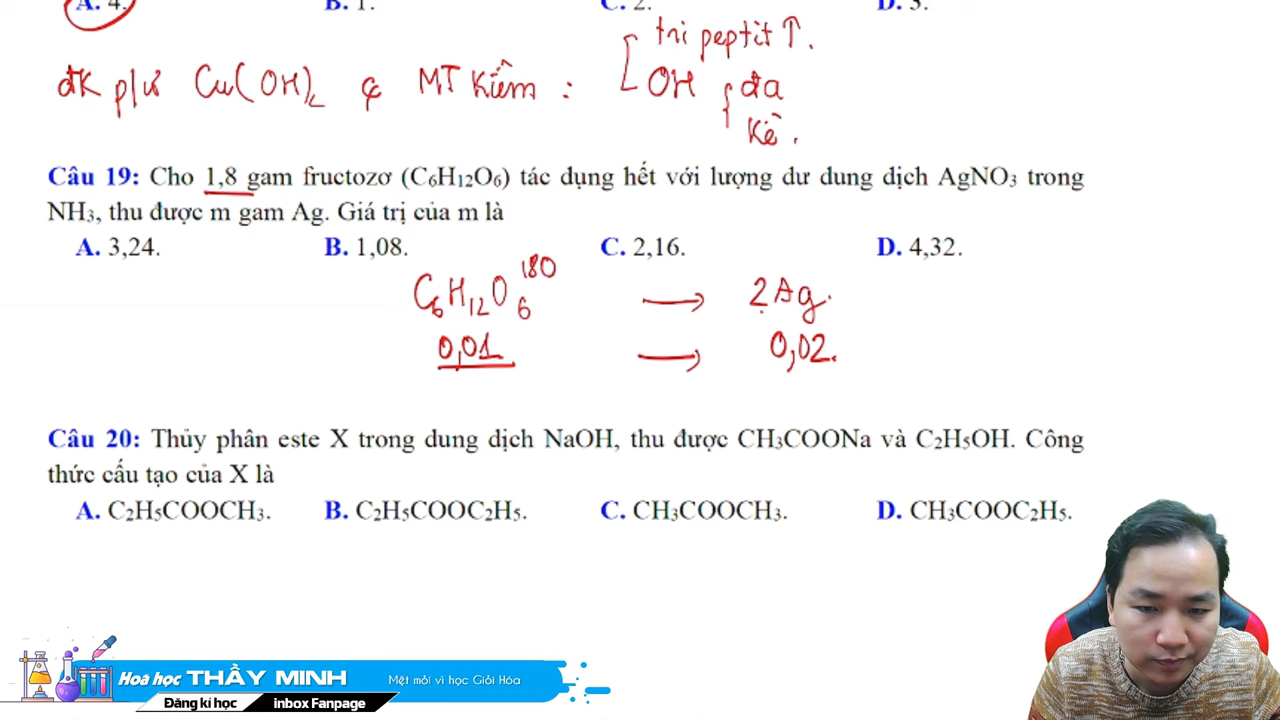 A. 4. B. 1. C. 2. D. 3.
tri peptit ↑.
đK p/ư Cu(OH)2 MT Kiềm : OH đa
Kề.
Câu 19: Cho 1,8 gam fructozơ (C6H12O6) tác dụng hết với lượng dư dung dịch AgNO3 trong
NH3, thu được m gam Ag. Giá trị của m là
A. 3,24. B. 1,08. C. 2,16. D. 4,32.
180
C6H12O6 → 2Ag.
0,01 → 0,02.
Câu 20: Thủy phân este X trong dung dịch NaOH, thu được CH3COONa và C2H5OH. Công
thức cấu tạo của X là
A. C2H5COOCH3. B. C2H5COOC2H5. C. CH3COOCH3. D. CH3COOC2H5.
Hoá học THẦY MINH Mệt mỏi vì học Giỏi Hóa
Đăng kí học inbox Fanpage